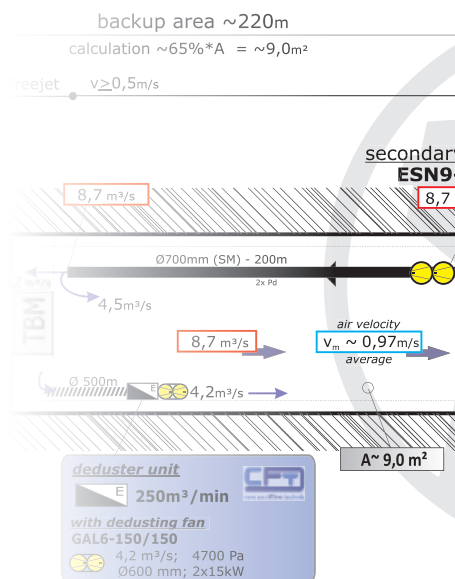 backup area ~220m
calculation ~65%*A = ~9,0m²
reejet v≥0,5m/s
secondary
ESN9-
8,7 m³/s
8,7
Ø700mm (SM) - 200m
2x Pd
4,5m³/s
TBM
air velocity
8,7 m³/s
vm ~ 0,97m/s
average
Ø 500m
E
4,2m³/s
A~ 9,0 m²
deduster unit
CFT
E
250m³/min
with dedusting fan
GAL6-150/150
4,2 m³/s; 4700 Pa
Ø600 mm; 2x15kW